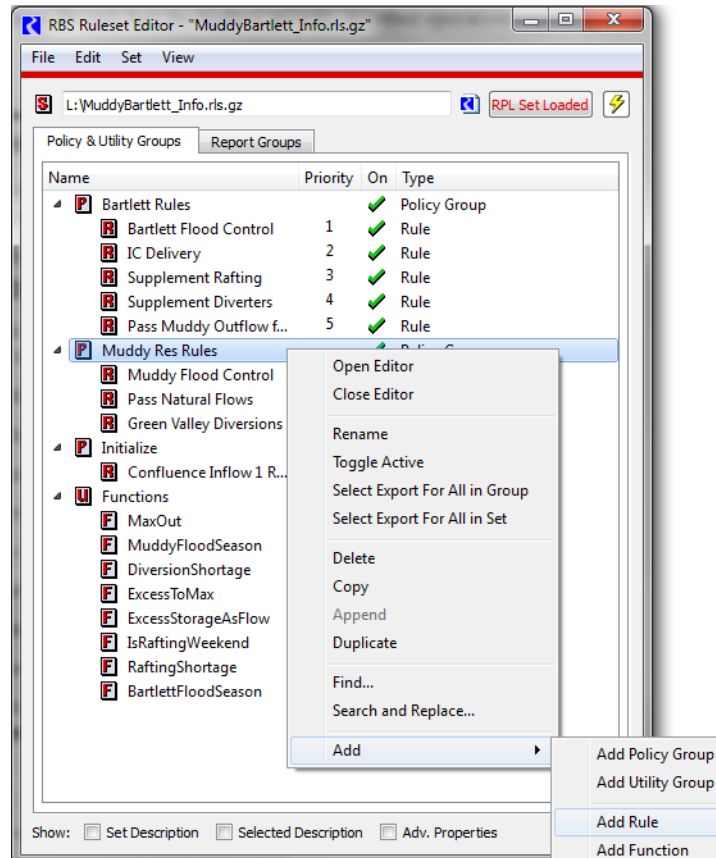 RBS Ruleset Editor - "MuddyBartlett_Info.rls.gz"
File Edit Set View
S L:\MuddyBartlett_Info.rls.gz RPL Set Loaded
Policy & Utility Groups Report Groups
Name Priority On Type
P Bartlett Rules Policy Group
R Bartlett Flood Control 1 Rule
R IC Delivery 2 Rule
R Supplement Rafting 3 Rule
R Supplement Diverters 4 Rule
R Pass Muddy Outflow f... 5 Rule
P Muddy Res Rules
R Muddy Flood Control
R Pass Natural Flows
R Green Valley Diversions
P Initialize
R Confluence Inflow 1 R...
U Functions
F MaxOut
F MuddyFloodSeason
F DiversionShortage
F ExcessToMax
F ExcessStorageAsFlow
F IsRaftingWeekend
F RaftingShortage
F BartlettFloodSeason
Open Editor
Close Editor
Rename
Toggle Active
Select Export For All in Group
Select Export For All in Set
Delete
Copy
Append
Duplicate
Find...
Search and Replace...
Add
Add Policy Group
Add Utility Group
Add Rule
Add Function
Show: Set Description Selected Description Adv. Properties